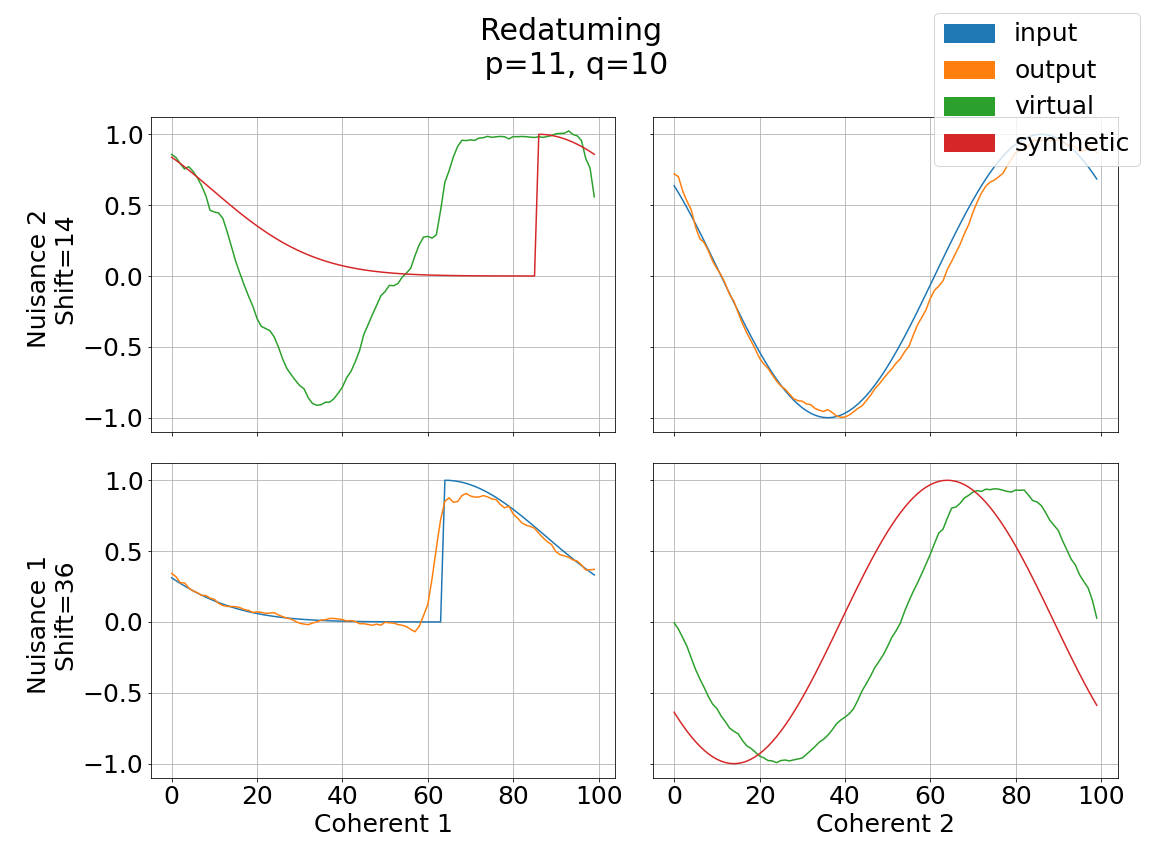 Redatuming
p=11, q=10
input
output
virtual
synthetic
Nuisance 2
Shift=14
1.0
0.5
0.0
−0.5
−1.0
Nuisance 1
Shift=36
1.0
0.5
0.0
−0.5
−1.0
0 20 40 60 80 100
0 20 40 60 80 100
Coherent 1
Coherent 2